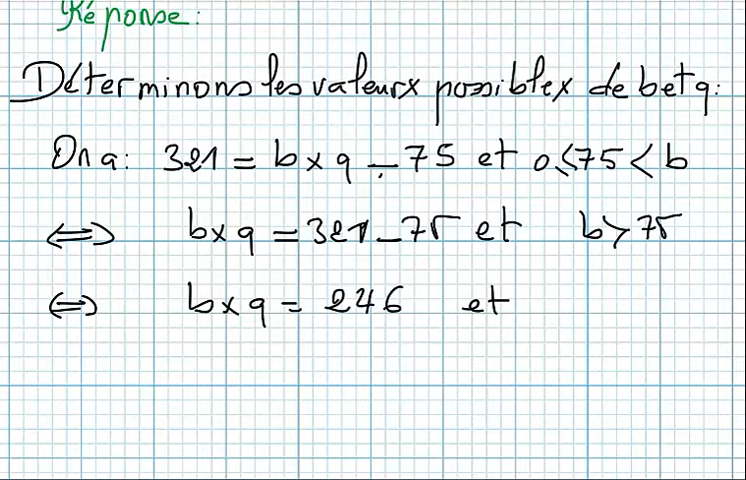 Réponse:
Déterminons les valeurs possibles de b et q:
On a: 321 = b × q ÷ 75 et 0 ≤ 75 < b
⟺ b × q = 321 - 75 et b > 75
⟺ b × q = 246 et